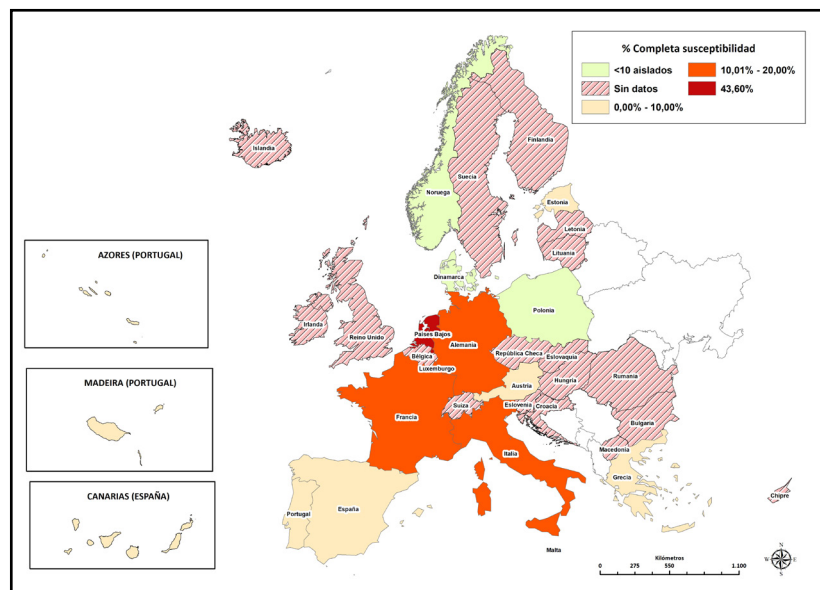 % Completa susceptibilidad
<10 aislados
10,01% - 20,00%
Sin datos
43,60%
0,00% - 10,00%
Islandia
Finlandia
Suecia
Noruega
Estonia
Letonia
Lituania
AZORES (PORTUGAL)
Dinamarca
Polonia
Irlanda
Reino Unido
Países Bajos
Alemania
Bélgica
República Checa
Eslovaquía
Luxemburgo
MADEIRA (PORTUGAL)
Austria
Hungría
Rumanía
Suiza
Eslovenia
Croacia
Francia
Bulgaria
Italia
Macedonia
Grecia
CANARIAS (ESPAÑA)
Chipre
Portugal
España
Malta
Kilómetros
0 275 550 1.100
N
W E
S